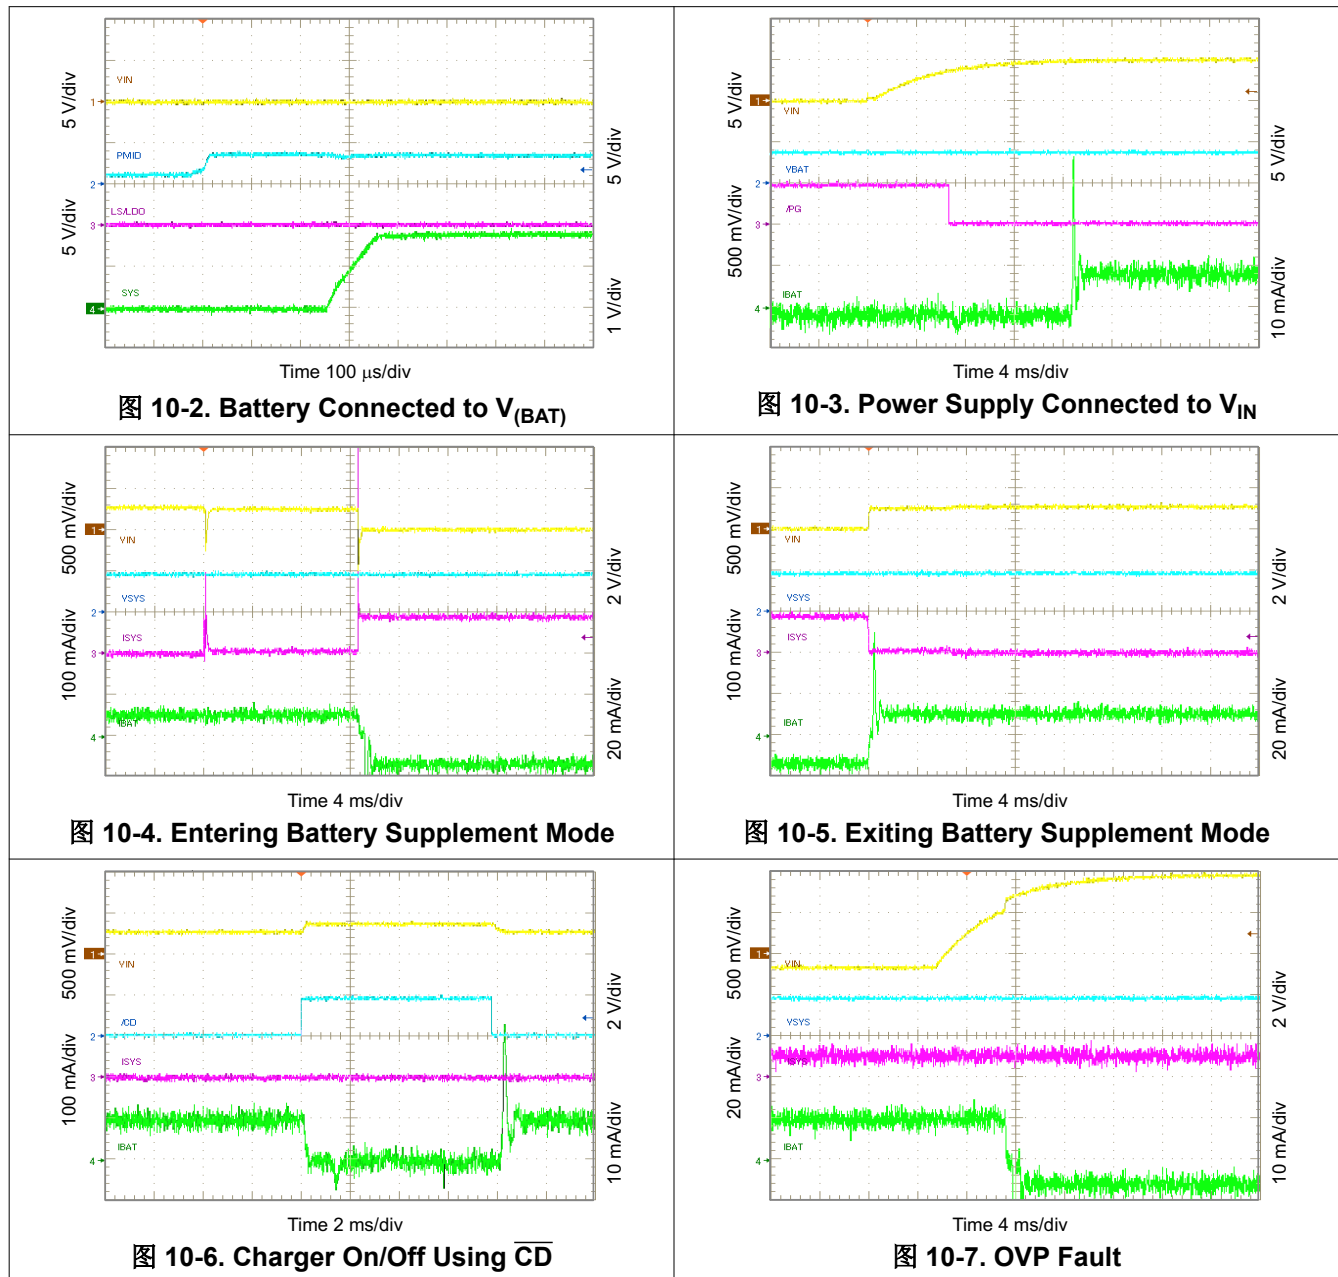 5 V/div
5 V/div
5 V/div
1 V/div
1
VIN
PMID
2
LS/LDO
3
SYS
4
Time 100 μs/div
图 10-2. Battery Connected to V(BAT)
5 V/div
500 mV/div
5 V/div
10 mA/div
1
VIN
VBAT
2
/PG
3
IBAT
4
Time 4 ms/div
图 10-3. Power Supply Connected to VIN
500 mV/div
100 mA/div
2 V/div
20 mA/div
1
VIN
VSYS
2
ISYS
3
IBAT
4
Time 4 ms/div
图 10-4. Entering Battery Supplement Mode
500 mV/div
100 mA/div
2 V/div
20 mA/div
1
VIN
VSYS
2
ISYS
3
IBAT
4
Time 4 ms/div
图 10-5. Exiting Battery Supplement Mode
500 mV/div
100 mA/div
2 V/div
10 mA/div
1
VIN
/CD
2
ISYS
3
IBAT
4
Time 2 ms/div
图 10-6. Charger On/Off Using C̅D̅
500 mV/div
20 mA/div
2 V/div
10 mA/div
1
VIN
VSYS
2
ISYS
3
IBAT
4
Time 4 ms/div
图 10-7. OVP Fault